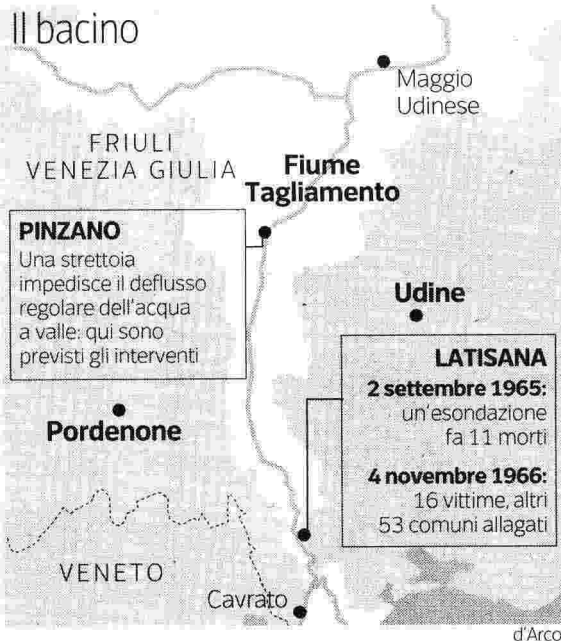 Il bacino
Maggio
Udinese
FRIULI
VENEZIA GIULIA
Fiume
Tagliamento
PINZANO
Una strettoia
impedisce il deflusso
regolare dell'acqua
a valle: qui sono
previsti gli interventi
Udine
LATISANA
2 settembre 1965:
un'esondazione
fa 11 morti
4 novembre 1966:
16 vittime, altri
53 comuni allagati
Pordenone
VENETO
Cavrato
d'Arco